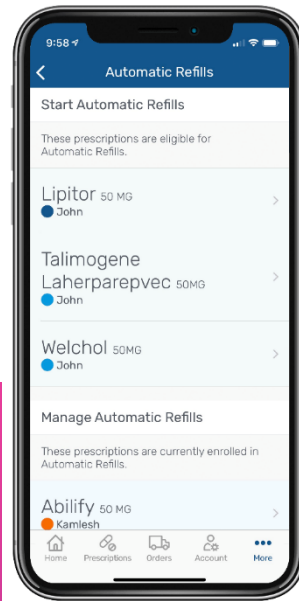 9:58
Automatic Refills
Start Automatic Refills
These prescriptions are eligible for
Automatic Refills.
Lipitor 50 MG
John
Talimogene
Laherparepvec 50MG
John
Welchol 50MG
John
Manage Automatic Refills
These prescriptions are currently enrolled in
Automatic Refills.
Abilify 50 MG
Kamlesh
Home Prescriptions Orders Account More